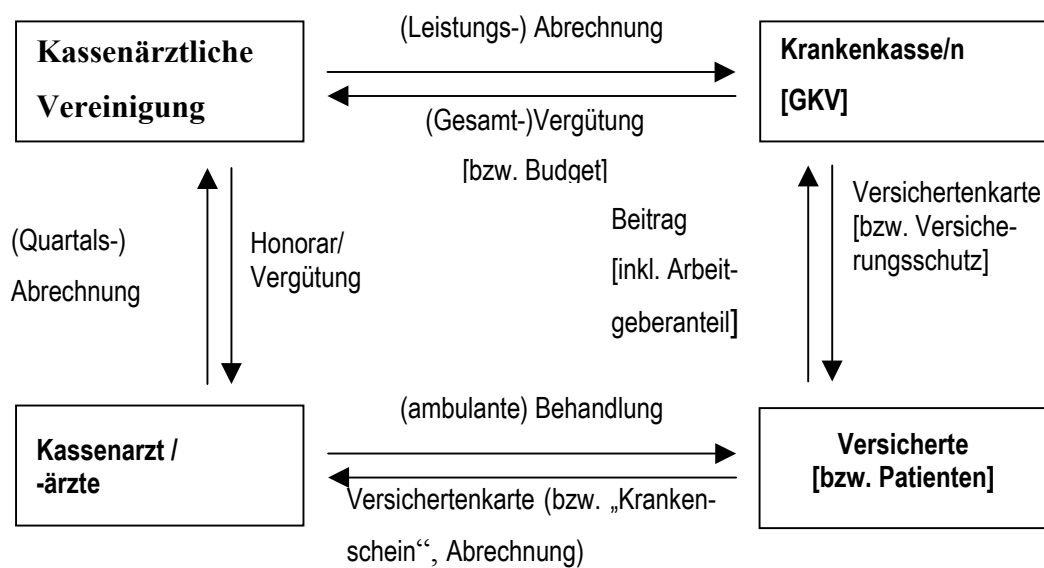 (Leistungs-) Abrechnung
Kassenärztliche
Vereinigung
Krankenkasse/n
[GKV]
(Gesamt-)Vergütung
[bzw. Budget]
(Quartals-)
Abrechnung
Honorar/
Vergütung
Beitrag
[inkl. Arbeit-
geberanteil]
Versichertenkarte
[bzw. Versiche-
rungsschutz]
(ambulante) Behandlung
Kassenarzt /
-ärzte
Versicherte
[bzw. Patienten]
Versichertenkarte (bzw. „Kranken-
schein“, Abrechnung)